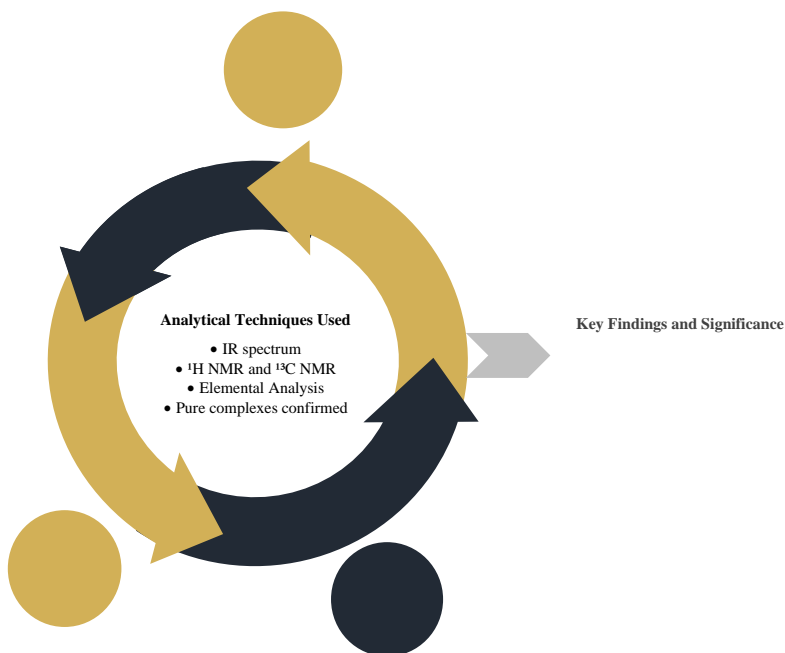 Analytical Techniques Used
• IR spectrum
• ¹H NMR and ¹³C NMR
• Elemental Analysis
• Pure complexes confirmed
Key Findings and Significance